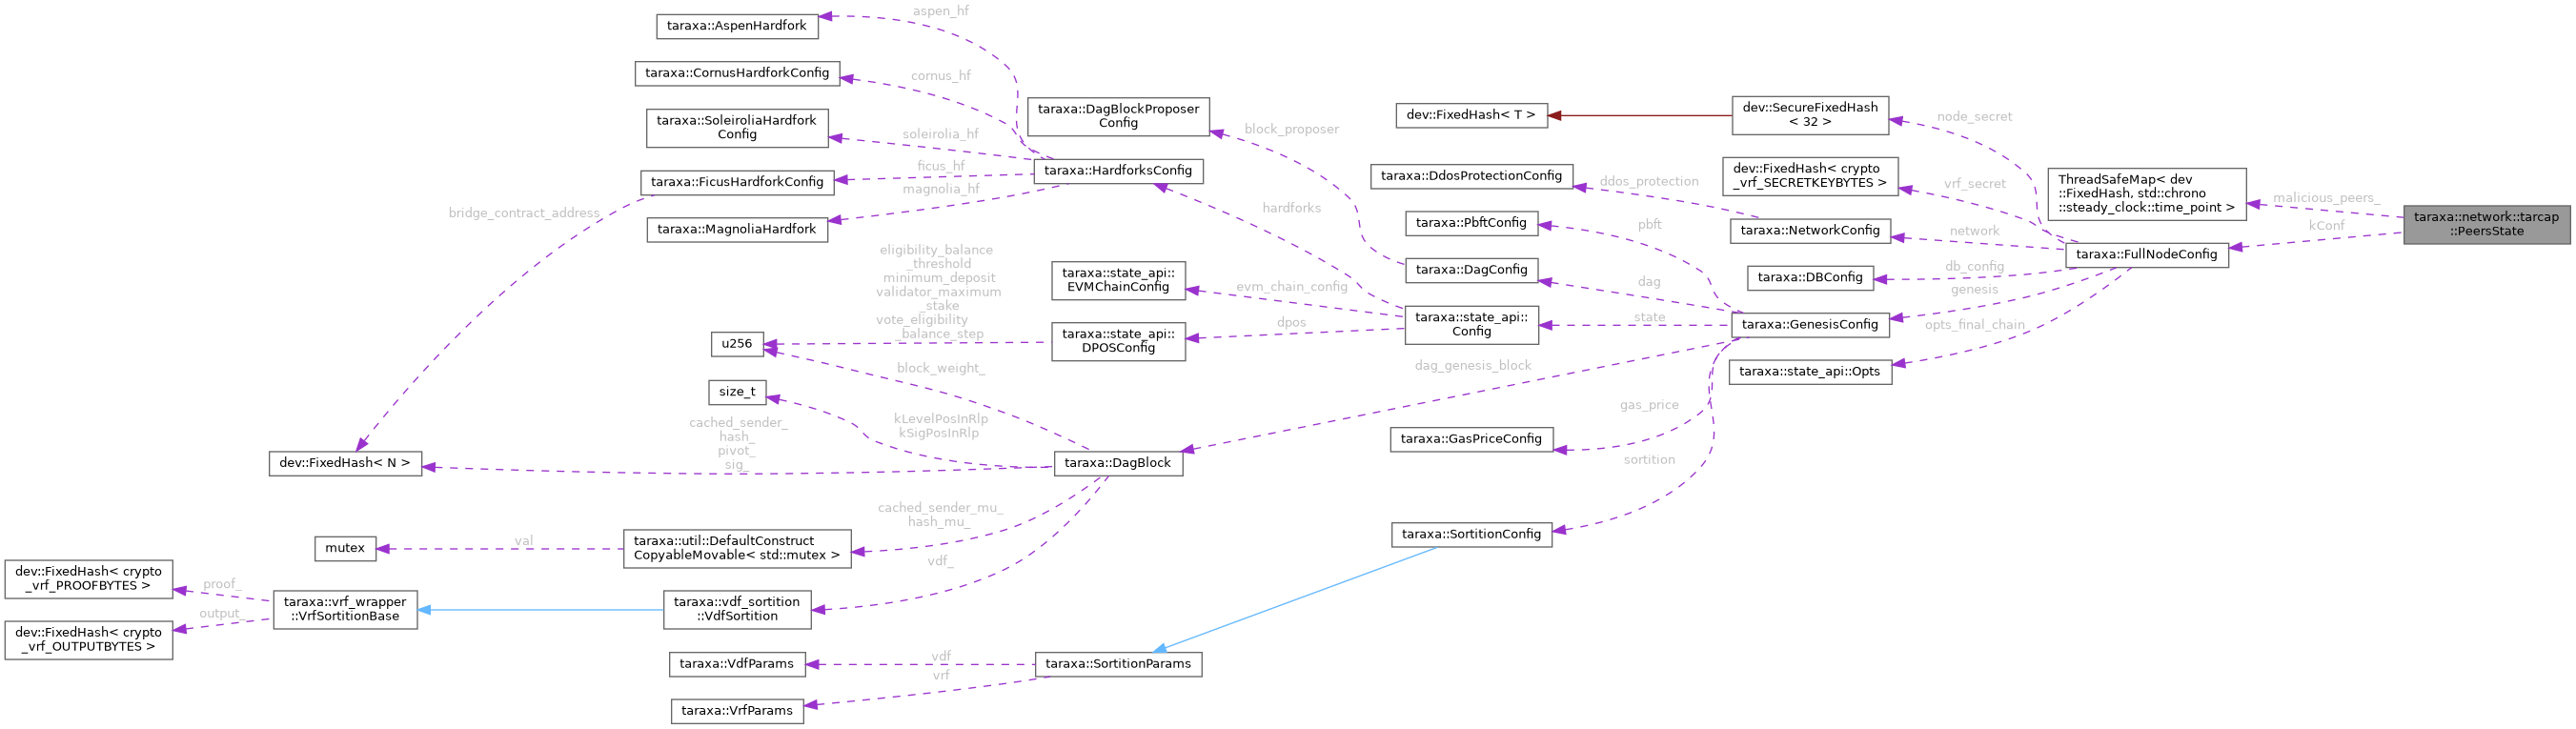 aspen_hf
taraxa::AspenHardfork
cornus_hf
taraxa::CornusHardforkConfig
taraxa::DagBlockProposer
Config
taraxa::SoleiroliaHardfork
Config
soleirolia_hf
block_proposer
dev::FixedHash< T >
dev::SecureFixedHash
< 32 >
node_secret
taraxa::HardforksConfig
ficus_hf
taraxa::FicusHardforkConfig
magnolia_hf
taraxa::DdosProtectionConfig
ddos_protection
dev::FixedHash< crypto
_vrf_SECRETKEYBYTES >
vrf_secret
ThreadSafeMap< dev
::FixedHash, std::chrono
::steady_clock::time_point >
malicious_peers_
kConf
taraxa::network::tarcap
::PeersState
bridge_contract_address
taraxa::MagnoliaHardfork
hardforks
taraxa::PbftConfig
pbft
taraxa::NetworkConfig
network
taraxa::FullNodeConfig
eligibility_balance
_threshold
minimum_deposit
validator_maximum
_stake
vote_eligibility
_balance_step
taraxa::state_api::
EVMChainConfig
evm_chain_config
taraxa::DagConfig
dag
taraxa::DBConfig
db_config
genesis
opts_final_chain
u256
taraxa::state_api::
DPOSConfig
dpos
taraxa::state_api::
Config
state
taraxa::GenesisConfig
block_weight_
dag_genesis_block
taraxa::state_api::Opts
size_t
kLevelPosInRlp
kSigPosInRlp
gas_price
taraxa::GasPriceConfig
cached_sender_
hash_
pivot_
sig_
dev::FixedHash< N >
taraxa::DagBlock
sortition
cached_sender_mu_
hash_mu_
taraxa::SortitionConfig
mutex
val
taraxa::util::DefaultConstruct
CopyableMovable< std::mutex >
vdf_
dev::FixedHash< crypto
_vrf_PROOFBYTES >
proof_
taraxa::vrf_wrapper
::VrfSortitionBase
taraxa::vdf_sortition
::VdfSortition
output_
dev::FixedHash< crypto
_vrf_OUTPUTBYTES >
taraxa::VdfParams
vdf
taraxa::SortitionParams
vrf
taraxa::VrfParams